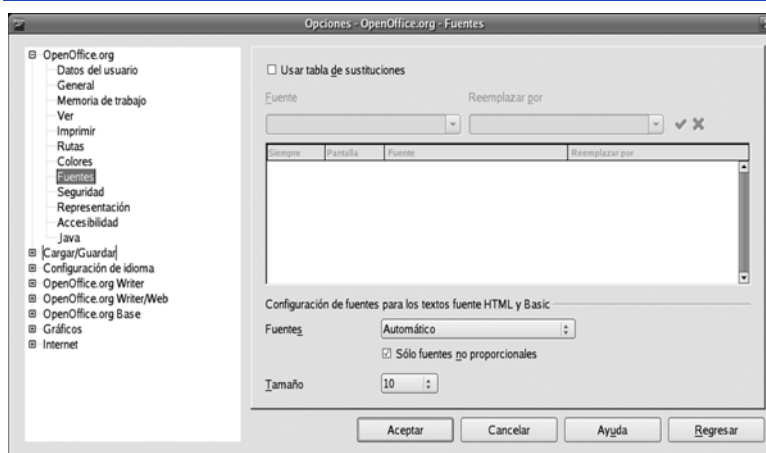 Opciones - OpenOffice.org - Fuentes
OpenOffice.org
Datos del usuario
General
Memoria de trabajo
Ver
Imprimir
Rutas
Colores
Fuentes
Seguridad
Representación
Accesibilidad
Java
Cargar/Guardar
Configuración de idioma
OpenOffice.org Writer
OpenOffice.org Writer/Web
OpenOffice.org Base
Gráficos
Internet
Usar tabla de sustituciones
Fuente Reemplazar por
Siempre Pantalla Fuente Reemplazar por
Configuración de fuentes para los textos fuente HTML y Basic
Fuentes Automático
Sólo fuentes no proporcionales
Tamaño 10
Aceptar Cancelar Ayuda Regresar